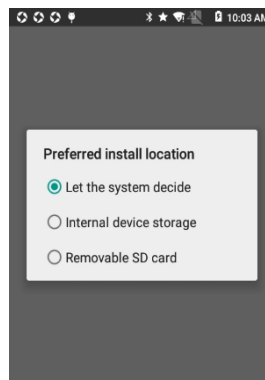 10:03 AM
Preferred install location
Let the system decide
Internal device storage
Removable SD card